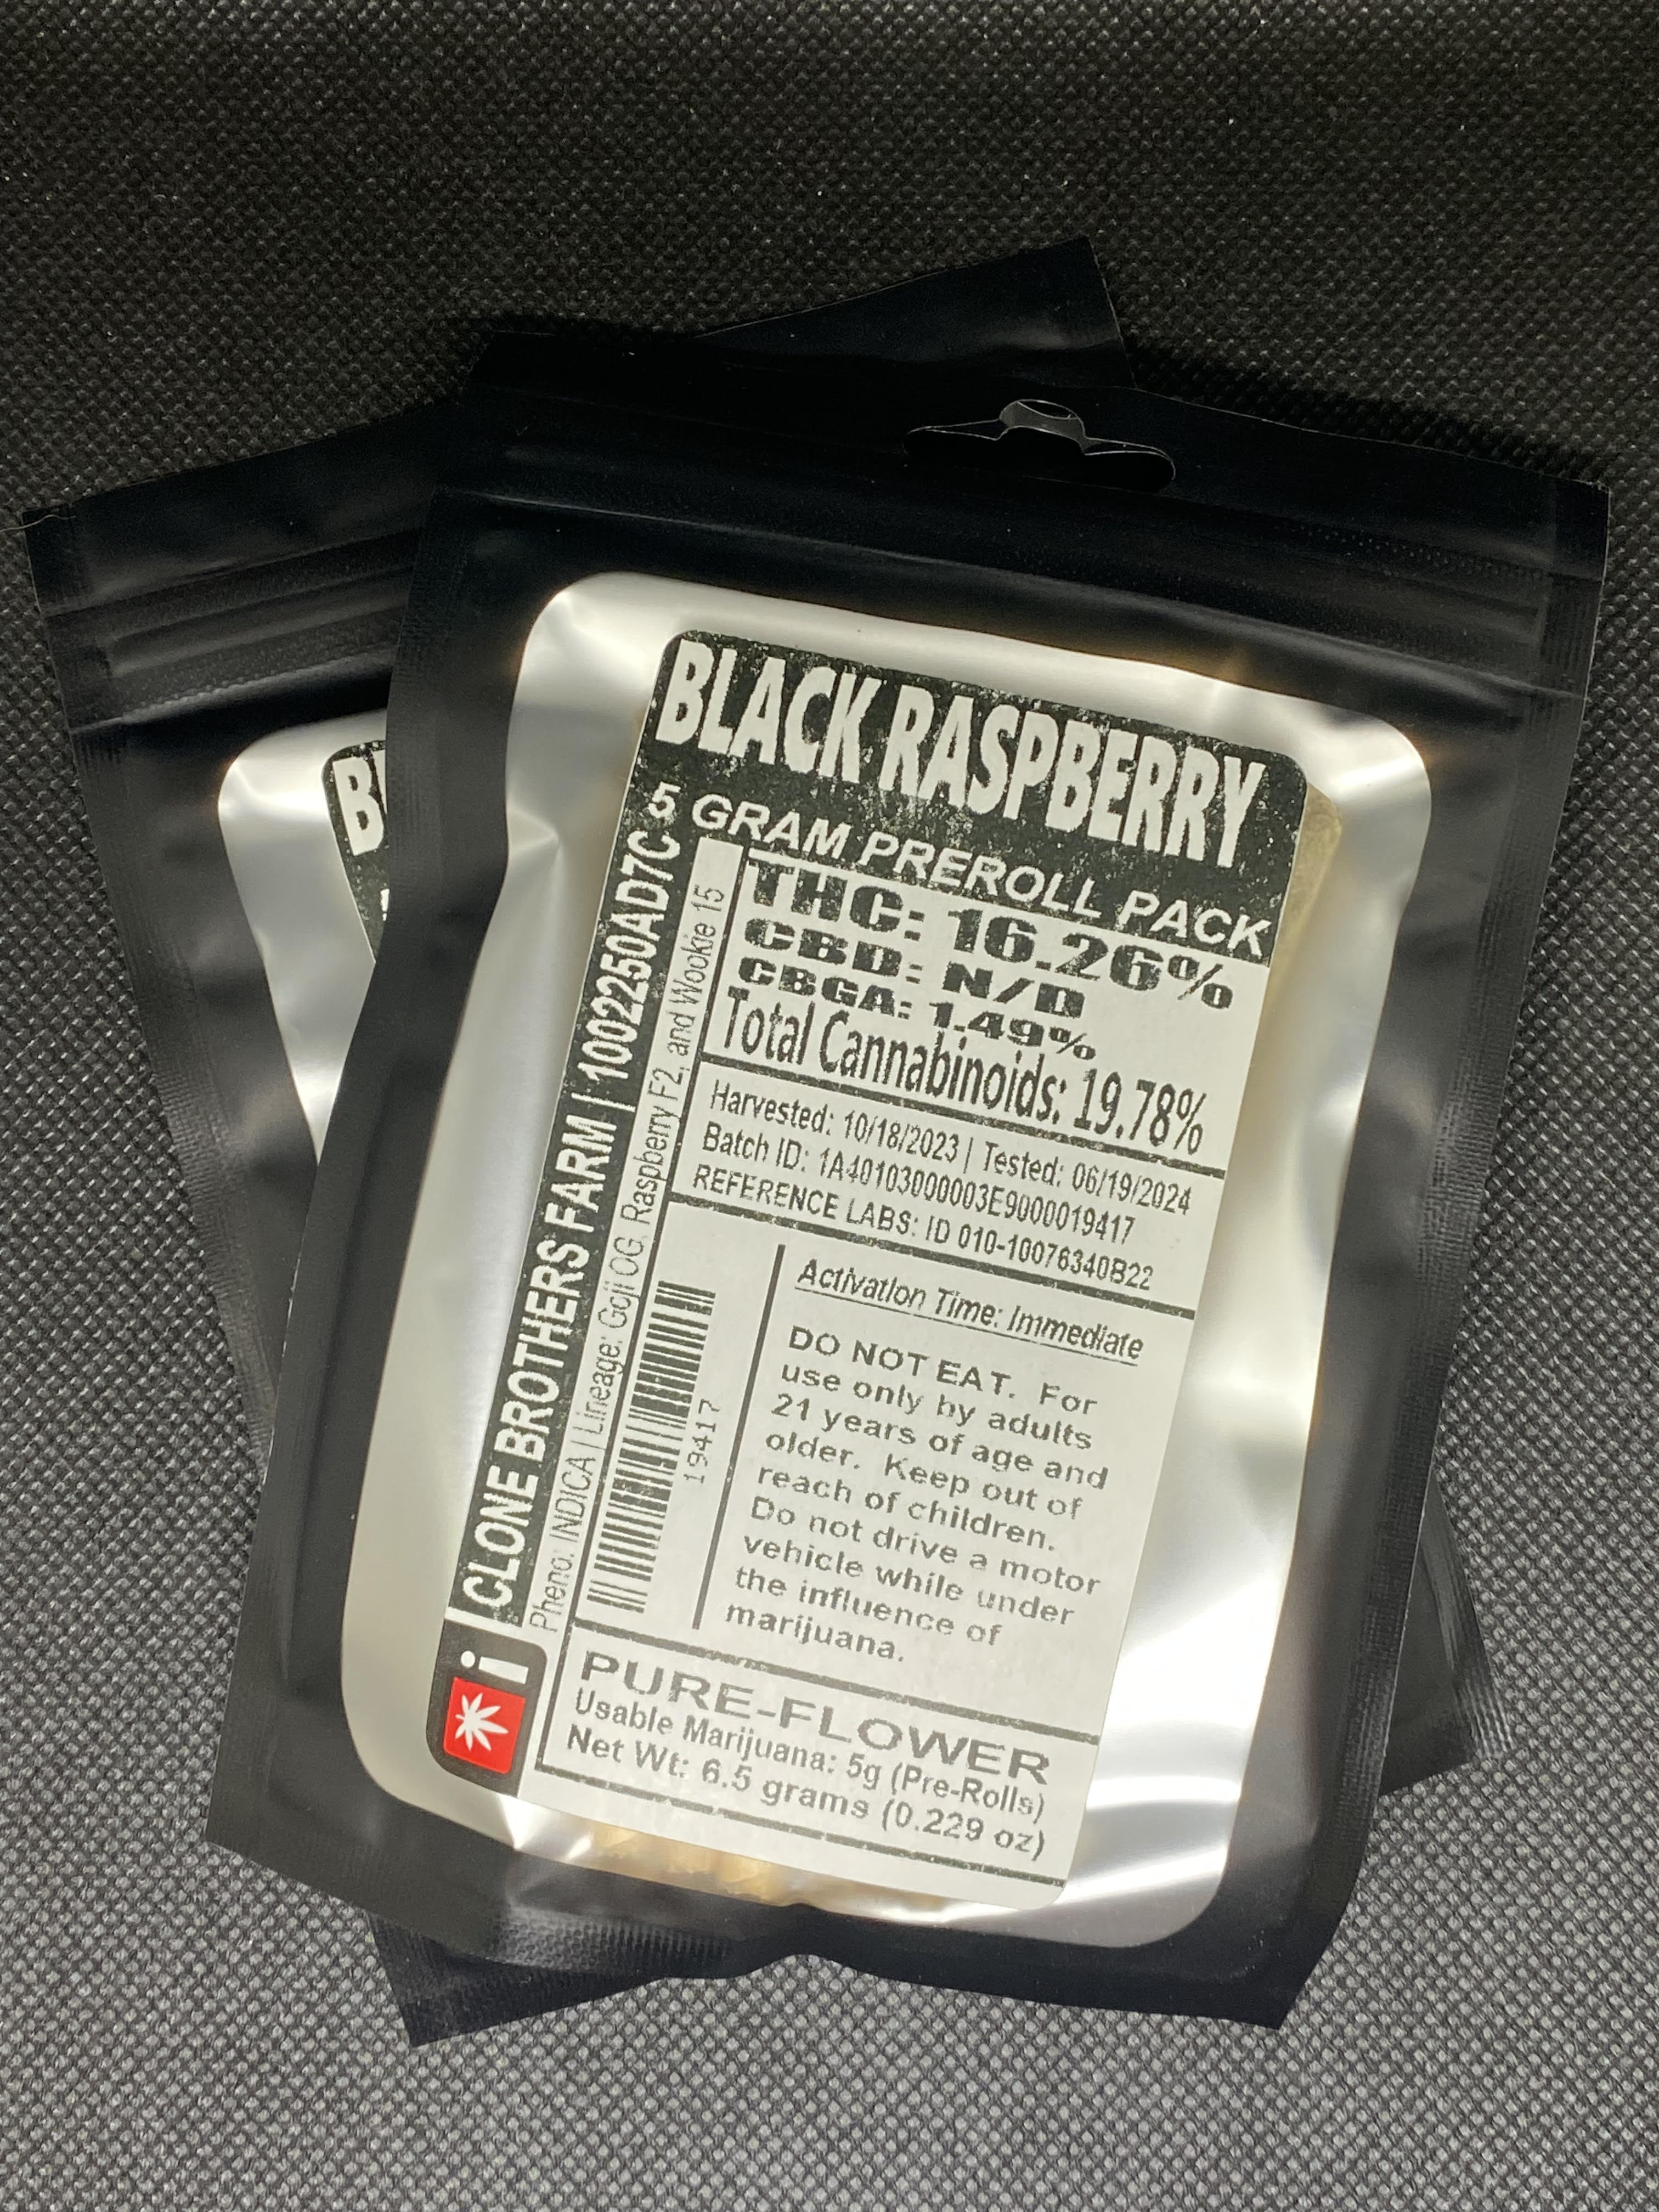 BLACK RASPBERRY
5 GRAM PREROLL PACK
THC: 16.26%
CBD: N/D
CBGA: 1.49%
Total Cannabinoids: 19.78%
Harvested: 10/18/2023 | Tested: 06/19/2024
Batch ID: 1A40103000003E9000019417
REFERENCE LABS: ID 010-10076340B22
Activation Time: Immediate
DO NOT EAT. For
use only by adults
21 years of age and
older. Keep out of
reach of children.
Do not drive a motor
vehicle while under
the influence of
marijuana.
19417
PURE-FLOWER
Usable Marijuana: 5g (Pre-Rolls)
Net Wt: 6.5 grams (0.229 oz)
i | CLONE BROTHERS FARM | 1002250AD7C
Pheno: INDICA | Lineage: Goji OG, Raspberry F2, and Wookie 15
BL